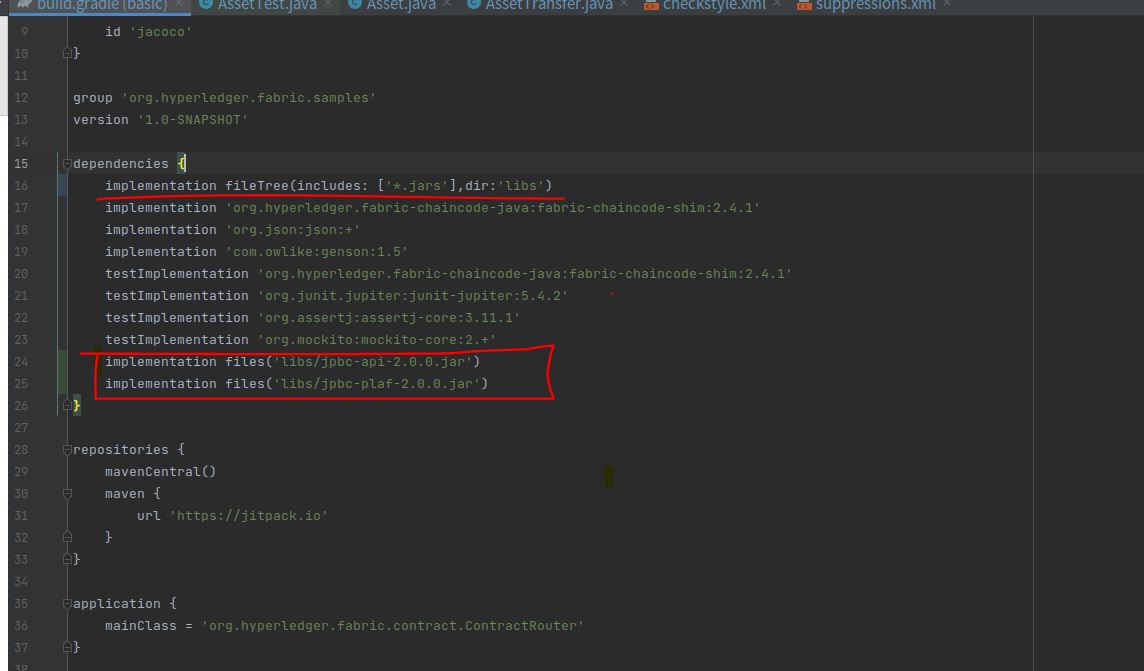 build.gradle (basic) AssetTest.java Asset.java AssetTransfer.java checkstyle.xml suppressions.xml
9 id 'jacoco'
10 }
11
12 group 'org.hyperledger.fabric.samples'
13 version '1.0-SNAPSHOT'
14
15 dependencies {
16 implementation fileTree(includes: ['*.jars'],dir:'libs')
17 implementation 'org.hyperledger.fabric-chaincode-java:fabric-chaincode-shim:2.4.1'
18 implementation 'org.json:json:+'
19 implementation 'com.owlike:genson:1.5'
20 testImplementation 'org.hyperledger.fabric-chaincode-java:fabric-chaincode-shim:2.4.1'
21 testImplementation 'org.junit.jupiter:junit-jupiter:5.4.2'
22 testImplementation 'org.assertj:assertj-core:3.11.1'
23 testImplementation 'org.mockito:mockito-core:2.+'
24 implementation files('libs/jpbc-api-2.0.0.jar')
25 implementation files('libs/jpbc-plaf-2.0.0.jar')
26 }
27
28 repositories {
29 mavenCentral()
30 maven {
31 url 'https://jitpack.io'
32 }
33 }
34
35 application {
36 mainClass = 'org.hyperledger.fabric.contract.ContractRouter'
37 }
38